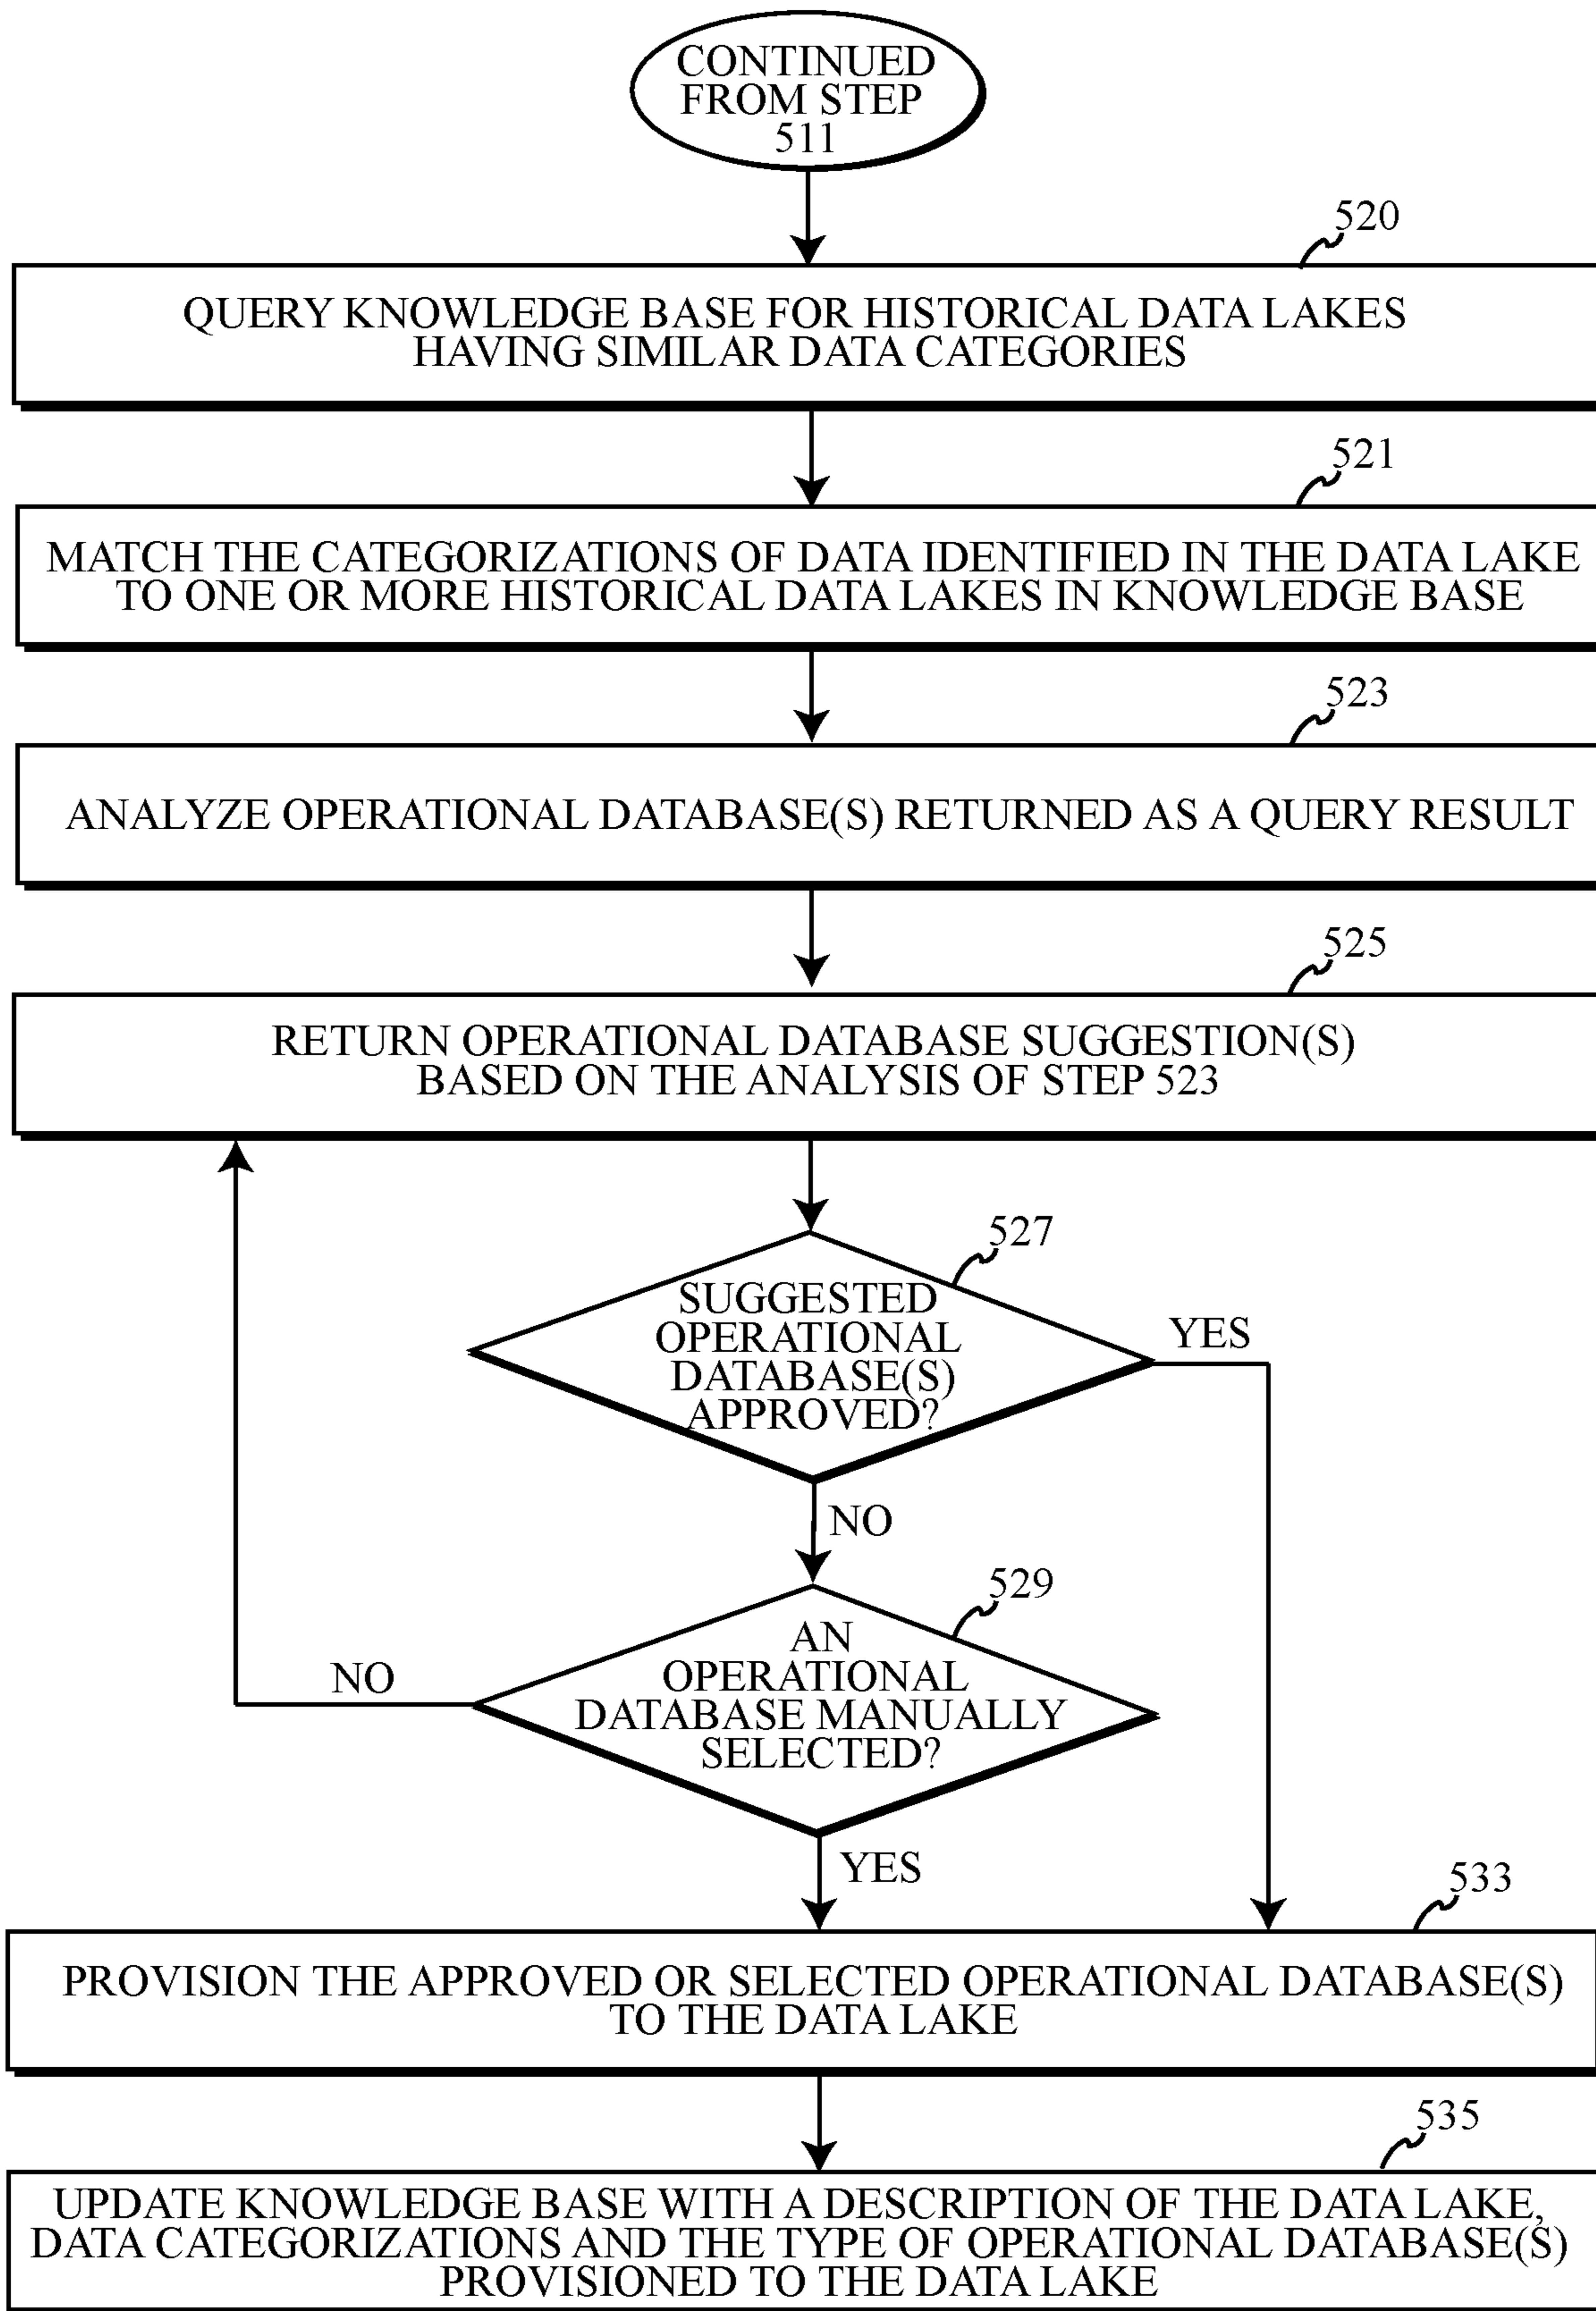 CONTINUED
FROM STEP
511
520
QUERY KNOWLEDGE BASE FOR HISTORICAL DATA LAKES
HAVING SIMILAR DATA CATEGORIES
521
MATCH THE CATEGORIZATIONS OF DATA IDENTIFIED IN THE DATA LAKE
TO ONE OR MORE HISTORICAL DATA LAKES IN KNOWLEDGE BASE
523
ANALYZE OPERATIONAL DATABASE(S) RETURNED AS A QUERY RESULT
525
RETURN OPERATIONAL DATABASE SUGGESTION(S)
BASED ON THE ANALYSIS OF STEP 523
527
SUGGESTED
OPERATIONAL
DATABASE(S)
APPROVED?
YES
NO
529
AN
OPERATIONAL
DATABASE MANUALLY
SELECTED?
NO
YES
533
PROVISION THE APPROVED OR SELECTED OPERATIONAL DATABASE(S)
TO THE DATA LAKE
535
UPDATE KNOWLEDGE BASE WITH A DESCRIPTION OF THE DATA LAKE,
DATA CATEGORIZATIONS AND THE TYPE OF OPERATIONAL DATABASE(S)
PROVISIONED TO THE DATA LAKE